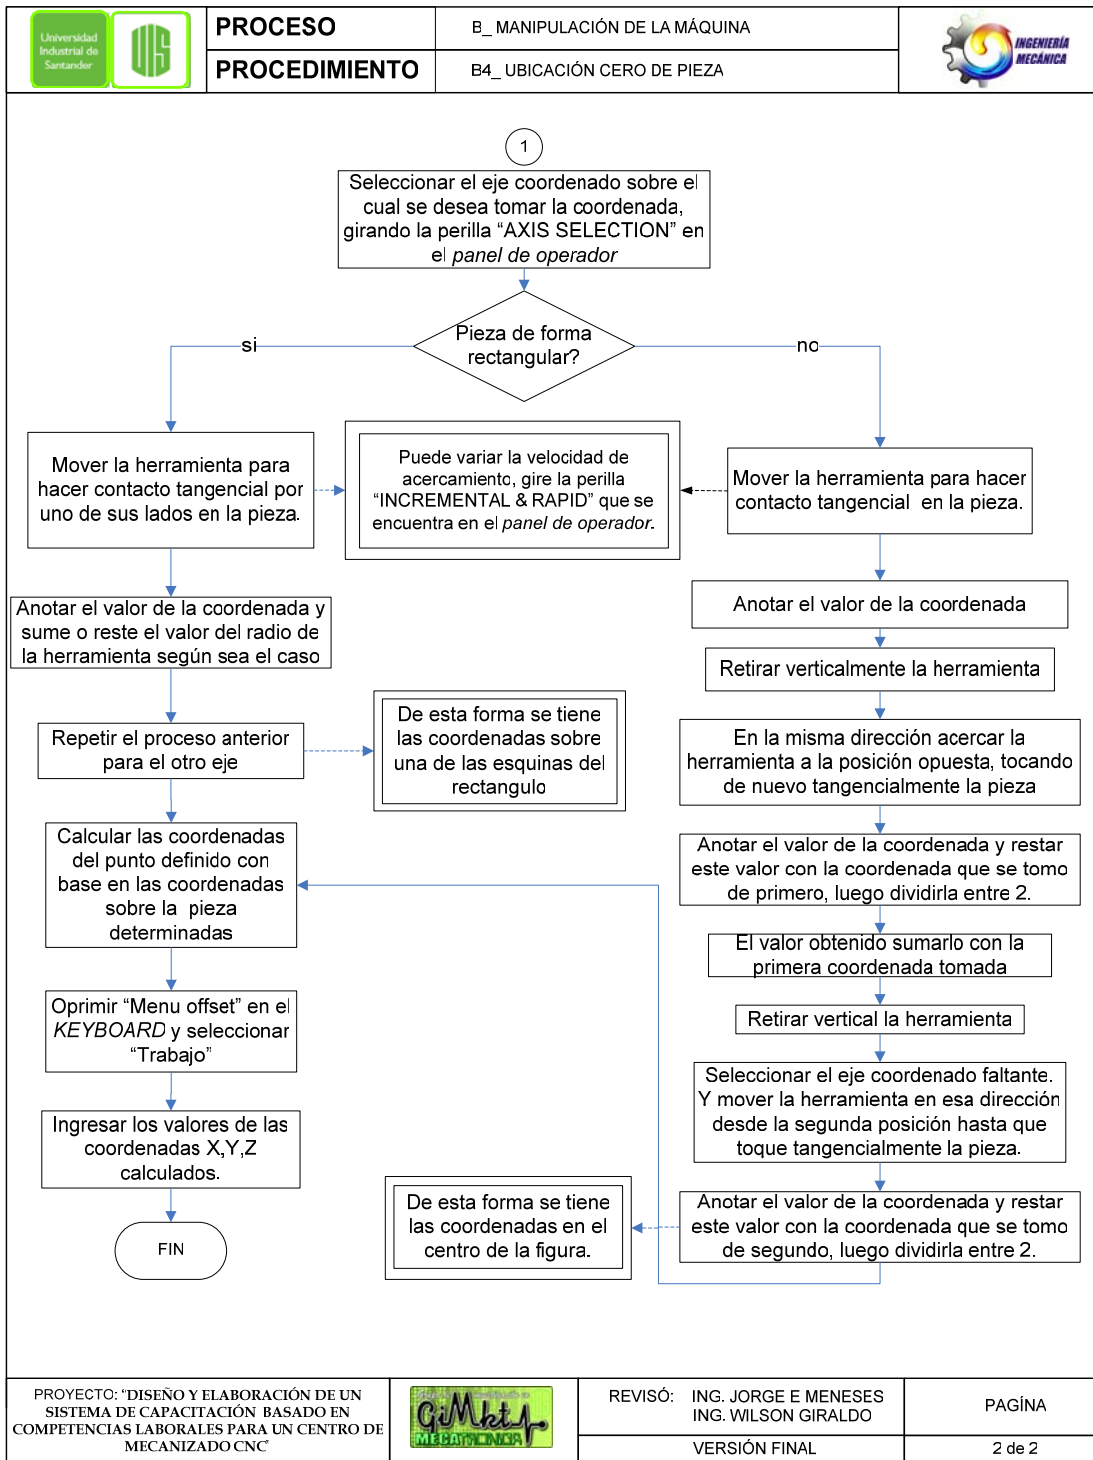 Universidad
Industrial de
Santander
UIS
PROCESO
B_ MANIPULACIÓN DE LA MÁQUINA
PROCEDIMIENTO
B4_ UBICACIÓN CERO DE PIEZA
INGENIERÍA
MECÁNICA
1
Seleccionar el eje coordenado sobre el
cual se desea tomar la coordenada,
girando la perilla “AXIS SELECTION” en
el panel de operador
Pieza de forma
rectangular?
si
no
Mover la herramienta para
hacer contacto tangencial por
uno de sus lados en la pieza.
Puede variar la velocidad de
acercamiento, gire la perilla
“INCREMENTAL & RAPID” que se
encuentra en el panel de operador.
Mover la herramienta para hacer
contacto tangencial en la pieza.
Anotar el valor de la coordenada y
sume o reste el valor del radio de
la herramienta según sea el caso
Anotar el valor de la coordenada
Retirar verticalmente la herramienta
Repetir el proceso anterior
para el otro eje
De esta forma se tiene
las coordenadas sobre
una de las esquinas del
rectangulo
En la misma dirección acercar la
herramienta a la posición opuesta, tocando
de nuevo tangencialmente la pieza
Calcular las coordenadas
del punto definido con
base en las coordenadas
sobre la pieza
determinadas
Anotar el valor de la coordenada y restar
este valor con la coordenada que se tomo
de primero, luego dividirla entre 2.
El valor obtenido sumarlo con la
primera coordenada tomada
Oprimir “Menu offset” en el
KEYBOARD y seleccionar
“Trabajo”
Retirar vertical la herramienta
Seleccionar el eje coordenado faltante.
Y mover la herramienta en esa dirección
desde la segunda posición hasta que
toque tangencialmente la pieza.
Ingresar los valores de las
coordenadas X,Y,Z
calculados.
De esta forma se tiene
las coordenadas en el
centro de la figura.
Anotar el valor de la coordenada y restar
este valor con la coordenada que se tomo
de segundo, luego dividirla entre 2.
FIN
PROYECTO: “DISEÑO Y ELABORACIÓN DE UN
SISTEMA DE CAPACITACIÓN BASADO EN
COMPETENCIAS LABORALES PARA UN CENTRO DE
MECANIZADO CNC”
GiMkt
MECATRONICA
REVISÓ: ING. JORGE E MENESES
ING. WILSON GIRALDO
VERSIÓN FINAL
PAGÍNA
2 de 2